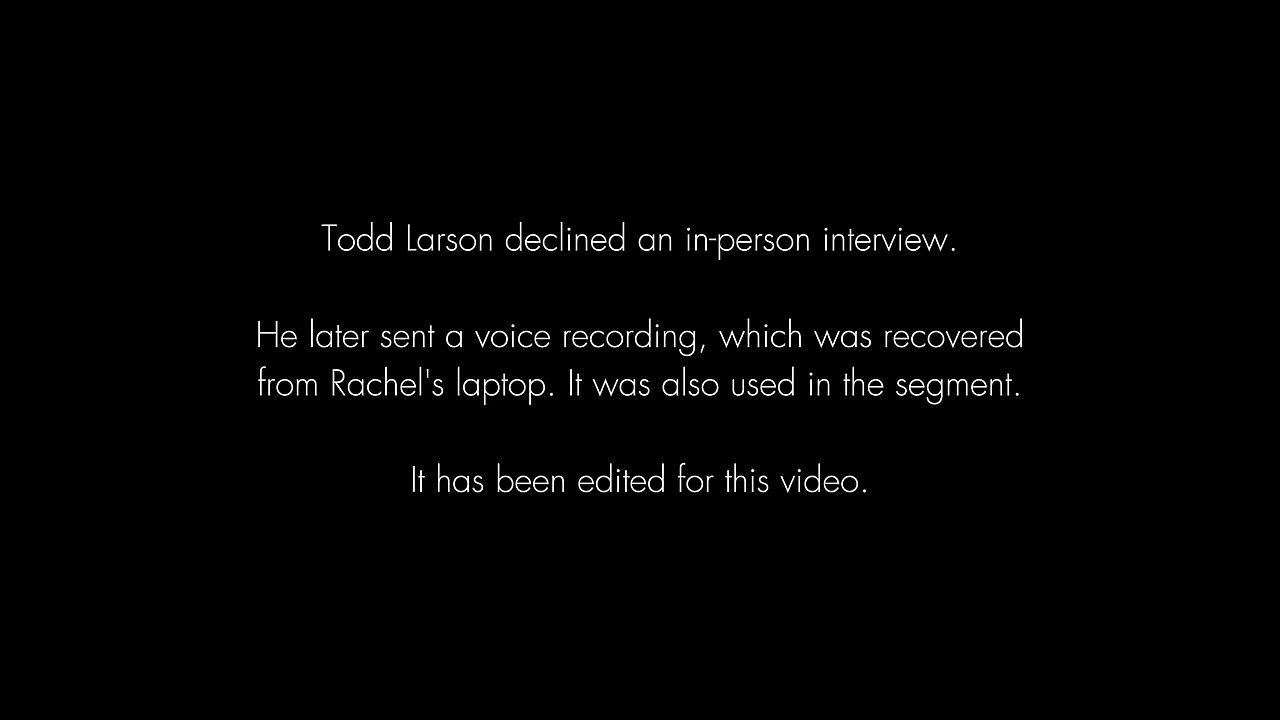 Todd Larson declined an in-person interview.
He later sent a voice recording, which was recovered
from Rachel's laptop. It was also used in the segment.
It has been edited for this video.